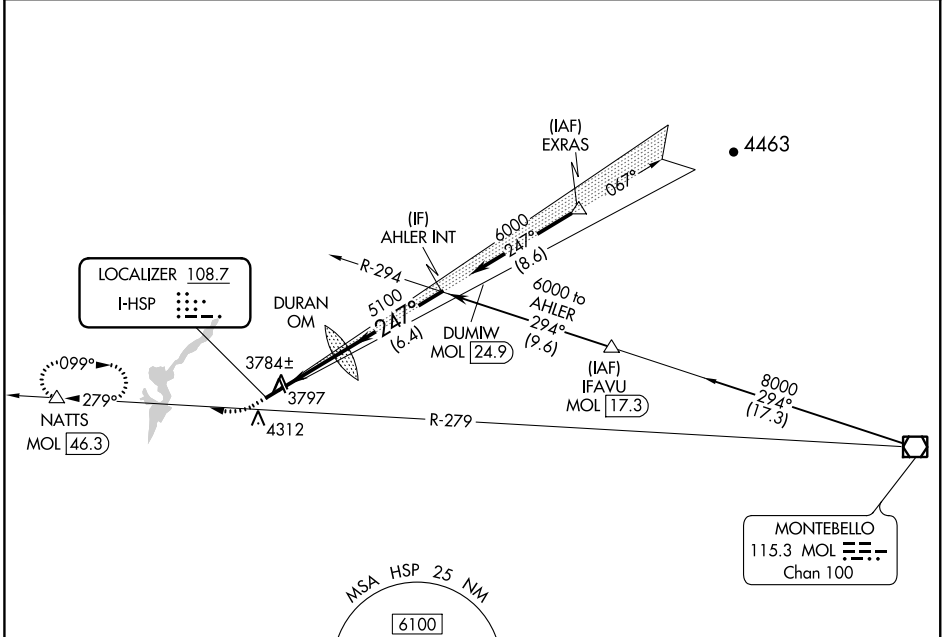 (IAF)
EXRAS
4463
067°
(IF)
AHLER INT
6000
247°
(8.6)
R-294
LOCALIZER 108.7
I-HSP
DURAN
OM
5100
247°
(6.4)
DUMIW
MOL 24.9
6000 to
AHLER
294°
(9.6)
(IAF)
IFAVU
MOL 17.3
8000
294°
(17.3)
099°
279°
NATTS
MOL 46.3
3784±
3797
4312
R-279
MONTEBELLO
115.3 MOL
Chan 100
MSA HSP 25 NM
6100